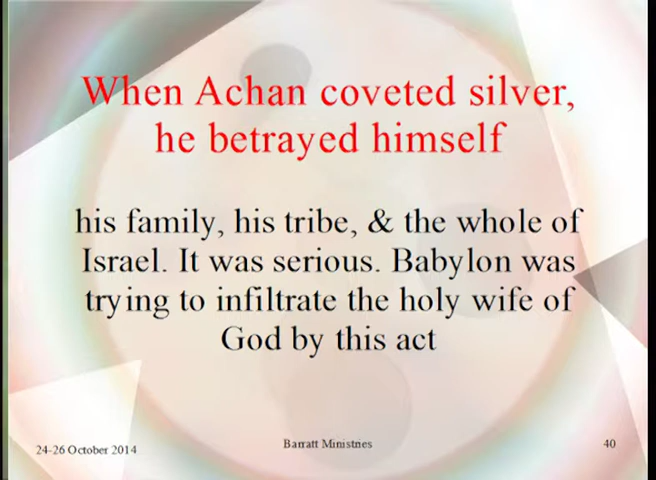 When Achan coveted silver,
he betrayed himself
his family, his tribe, & the whole of
Israel. It was serious. Babylon was
trying to infiltrate the holy wife of
God by this act
24-26 October 2014
Barratt Ministries
40